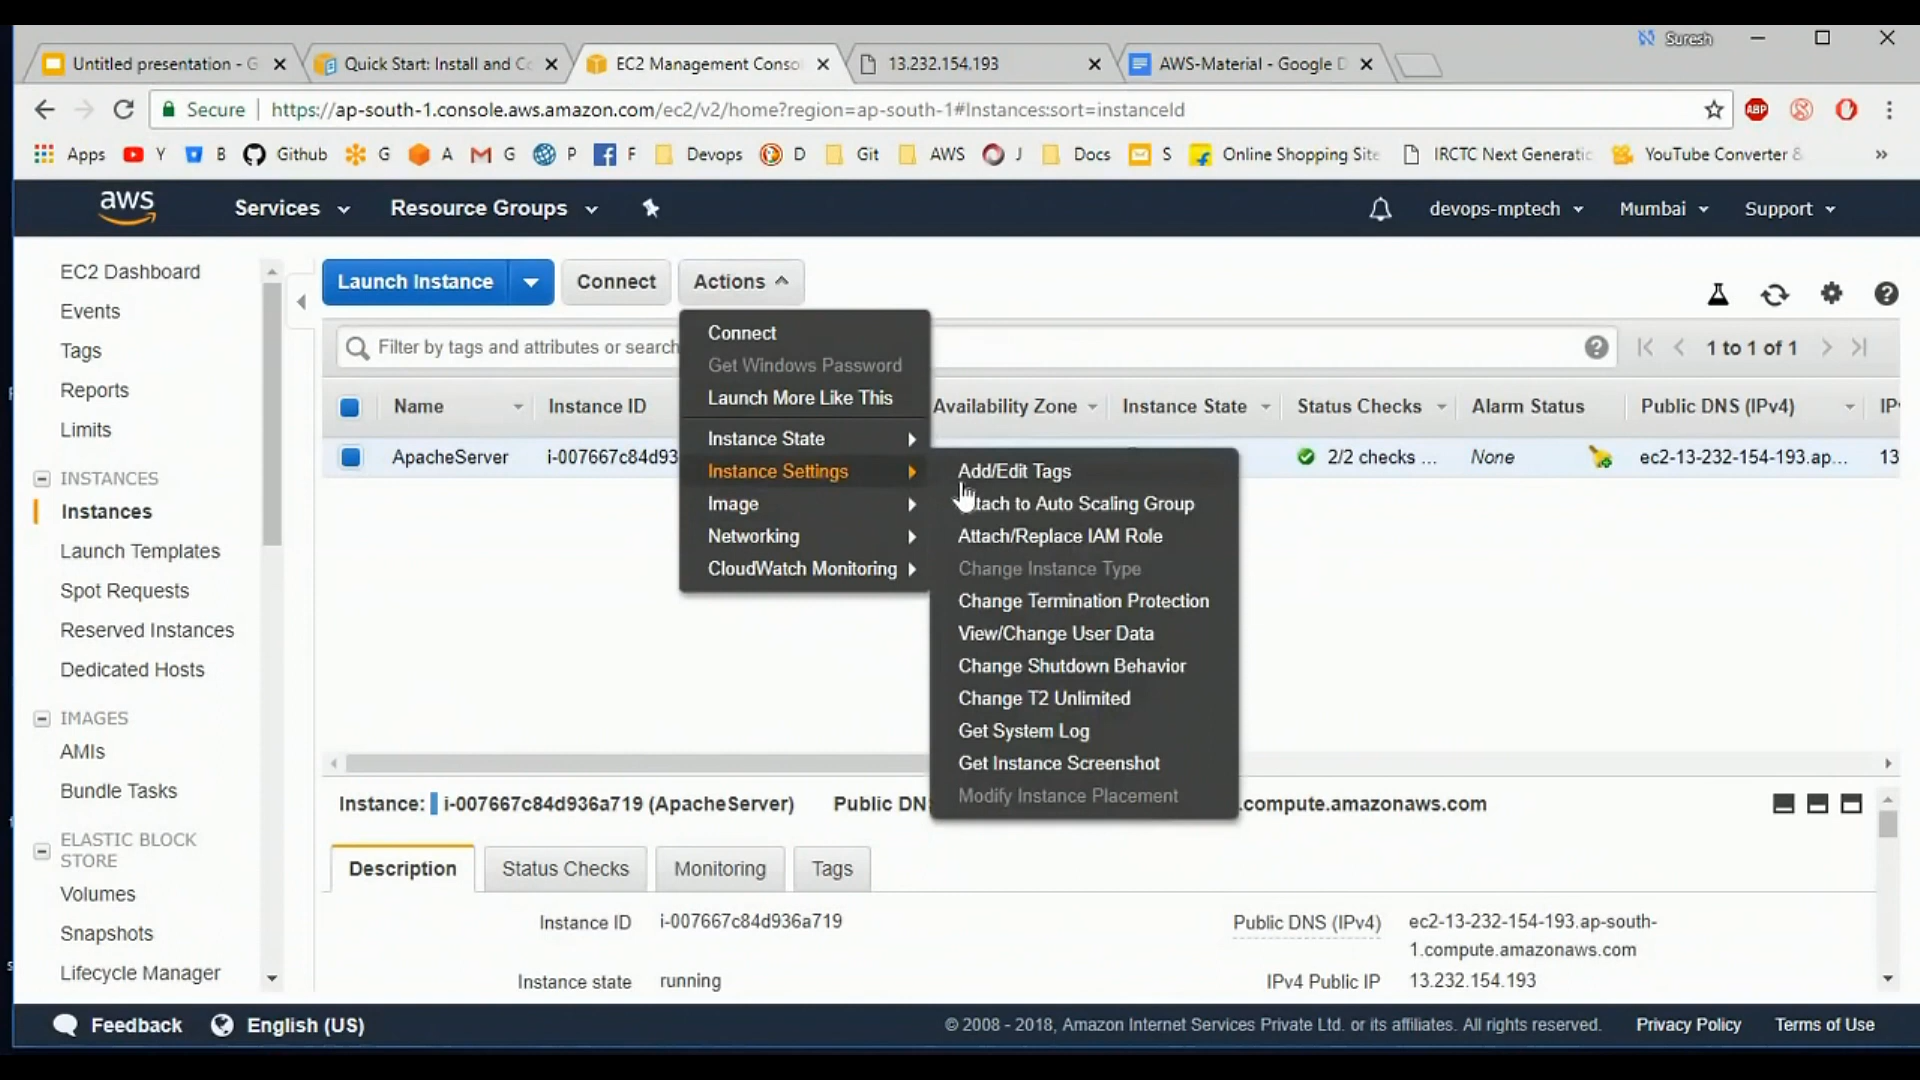 Suresh
Untitled presentation - G
Quick Start: Install and Co
EC2 Management Conso
13.232.154.193
AWS-Material - Google D
Secure
https://ap-south-1.console.aws.amazon.com/ec2/v2/home?region=ap-south-1#Instances:sort=instanceId
ABP
Apps
Y
B
Github
G
A
G
P
F
Devops
D
Git
AWS
J
Docs
S
Online Shopping Site
IRCTC Next Generatio
YouTube Converter &
»
aws
Services
Resource Groups
devops-mptech
Mumbai
Support
EC2 Dashboard
Events
Tags
Reports
Limits
INSTANCES
Instances
Launch Templates
Spot Requests
Reserved Instances
Dedicated Hosts
IMAGES
AMIs
Bundle Tasks
ELASTIC BLOCK
STORE
Volumes
Snapshots
Lifecycle Manager
Launch Instance
Connect
Actions
Filter by tags and attributes or search
1 to 1 of 1
Name
Instance ID
Availability Zone
Instance State
Status Checks
Alarm Status
Public DNS (IPv4)
ApacheServer
i-007667c84d93
2/2 checks ...
None
ec2-13-232-154-193.ap...
13
Connect
Get Windows Password
Launch More Like This
Instance State
Instance Settings
Image
Networking
CloudWatch Monitoring
Add/Edit Tags
tach to Auto Scaling Group
Attach/Replace IAM Role
Change Instance Type
Change Termination Protection
View/Change User Data
Change Shutdown Behavior
Change T2 Unlimited
Get System Log
Get Instance Screenshot
Modify Instance Placement
Instance: i-007667c84d936a719 (ApacheServer)
Public DN
.compute.amazonaws.com
Description
Status Checks
Monitoring
Tags
Instance ID
i-007667c84d936a719
Public DNS (IPv4)
ec2-13-232-154-193.ap-south-
1.compute.amazonaws.com
Instance state
running
IPv4 Public IP
13.232.154.193
Feedback
English (US)
© 2008 - 2018, Amazon Internet Services Private Ltd. or its affiliates. All rights reserved.
Privacy Policy
Terms of Use